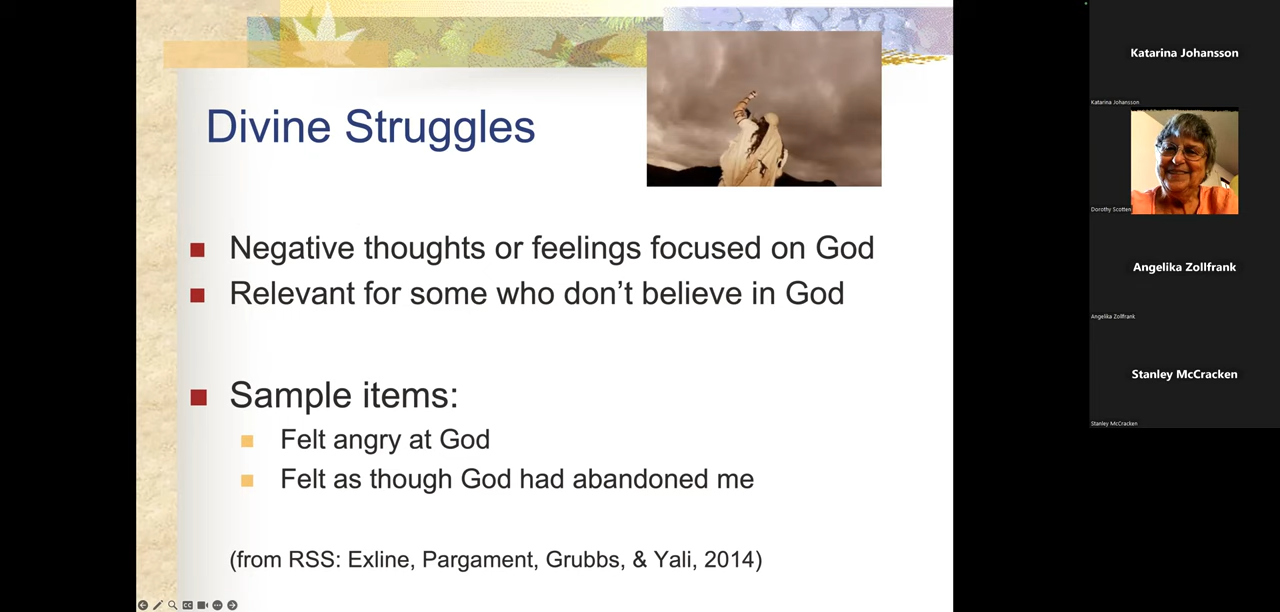 Divine Struggles
Negative thoughts or feelings focused on God
Relevant for some who don't believe in God
Sample items:
Felt angry at God
Felt as though God had abandoned me
(from RSS: Exline, Pargament, Grubbs, & Yali, 2014)
CC
Katarina Johansson
Katarina Johansson
Dorothy Scotten
Angelika Zollfrank
Angelika Zollfrank
Stanley McCracken
Stanley McCracken